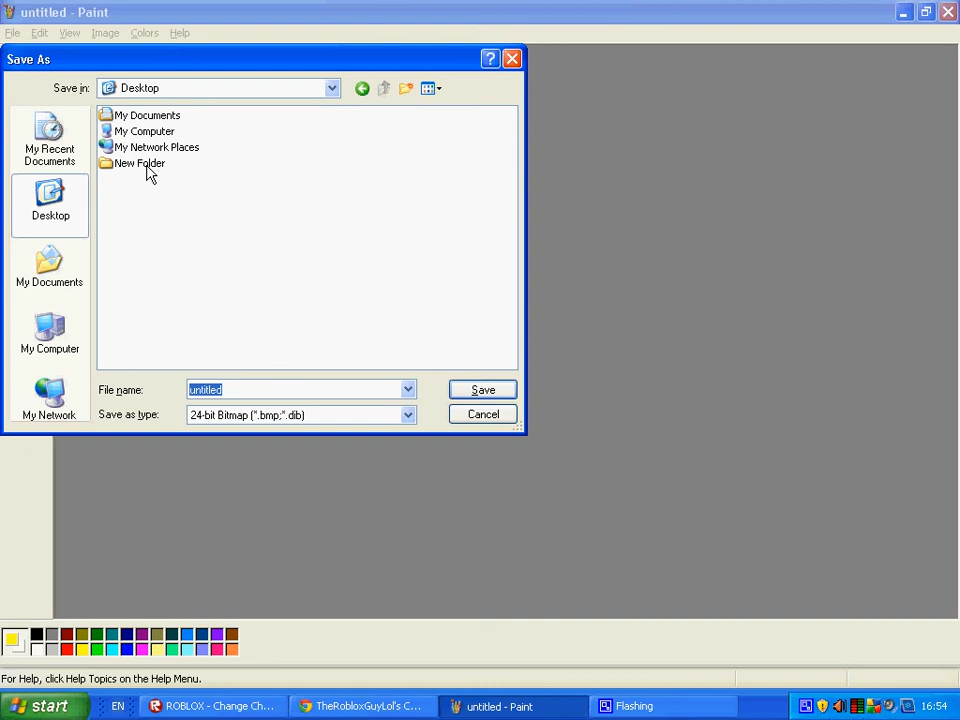 untitled - Paint
File Edit View Image Colors Help
Save As
Save in: Desktop
My Recent
Documents
Desktop
My Documents
My Computer
My Network
My Documents
My Computer
My Network Places
New Folder
File name: untitled Save
Save as type: 24-bit Bitmap (*.bmp;*.dib) Cancel
For Help, click Help Topics on the Help Menu.
start EN ROBLOX - Change Ch... TheRobloxGuyLol's C... untitled - Paint Flashing 16:54